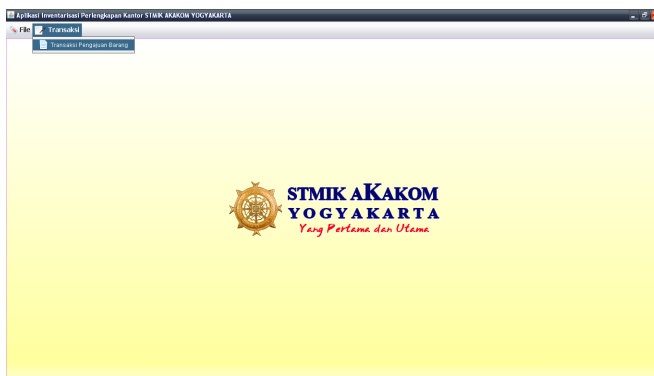 Aplikasi Inventarisasi Perlengkapan Kantor STMIK AKAKOM YOGYAKARTA
File Transaksi
Transaksi Pengajuan Barang
STMIK AKAKOM
YOGYAKARTA
Yang Pertama dan Utama